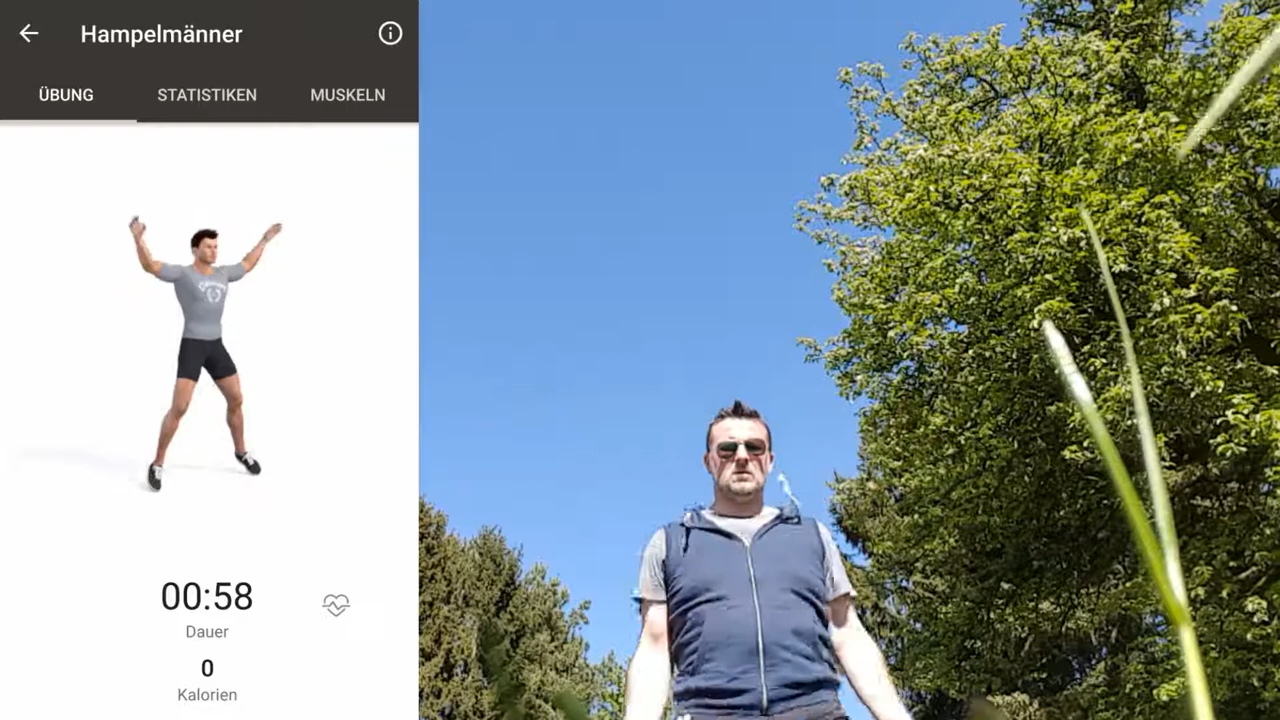 Hampelmänner
ÜBUNG STATISTIKEN MUSKELN
00:58
Dauer
0
Kalorien